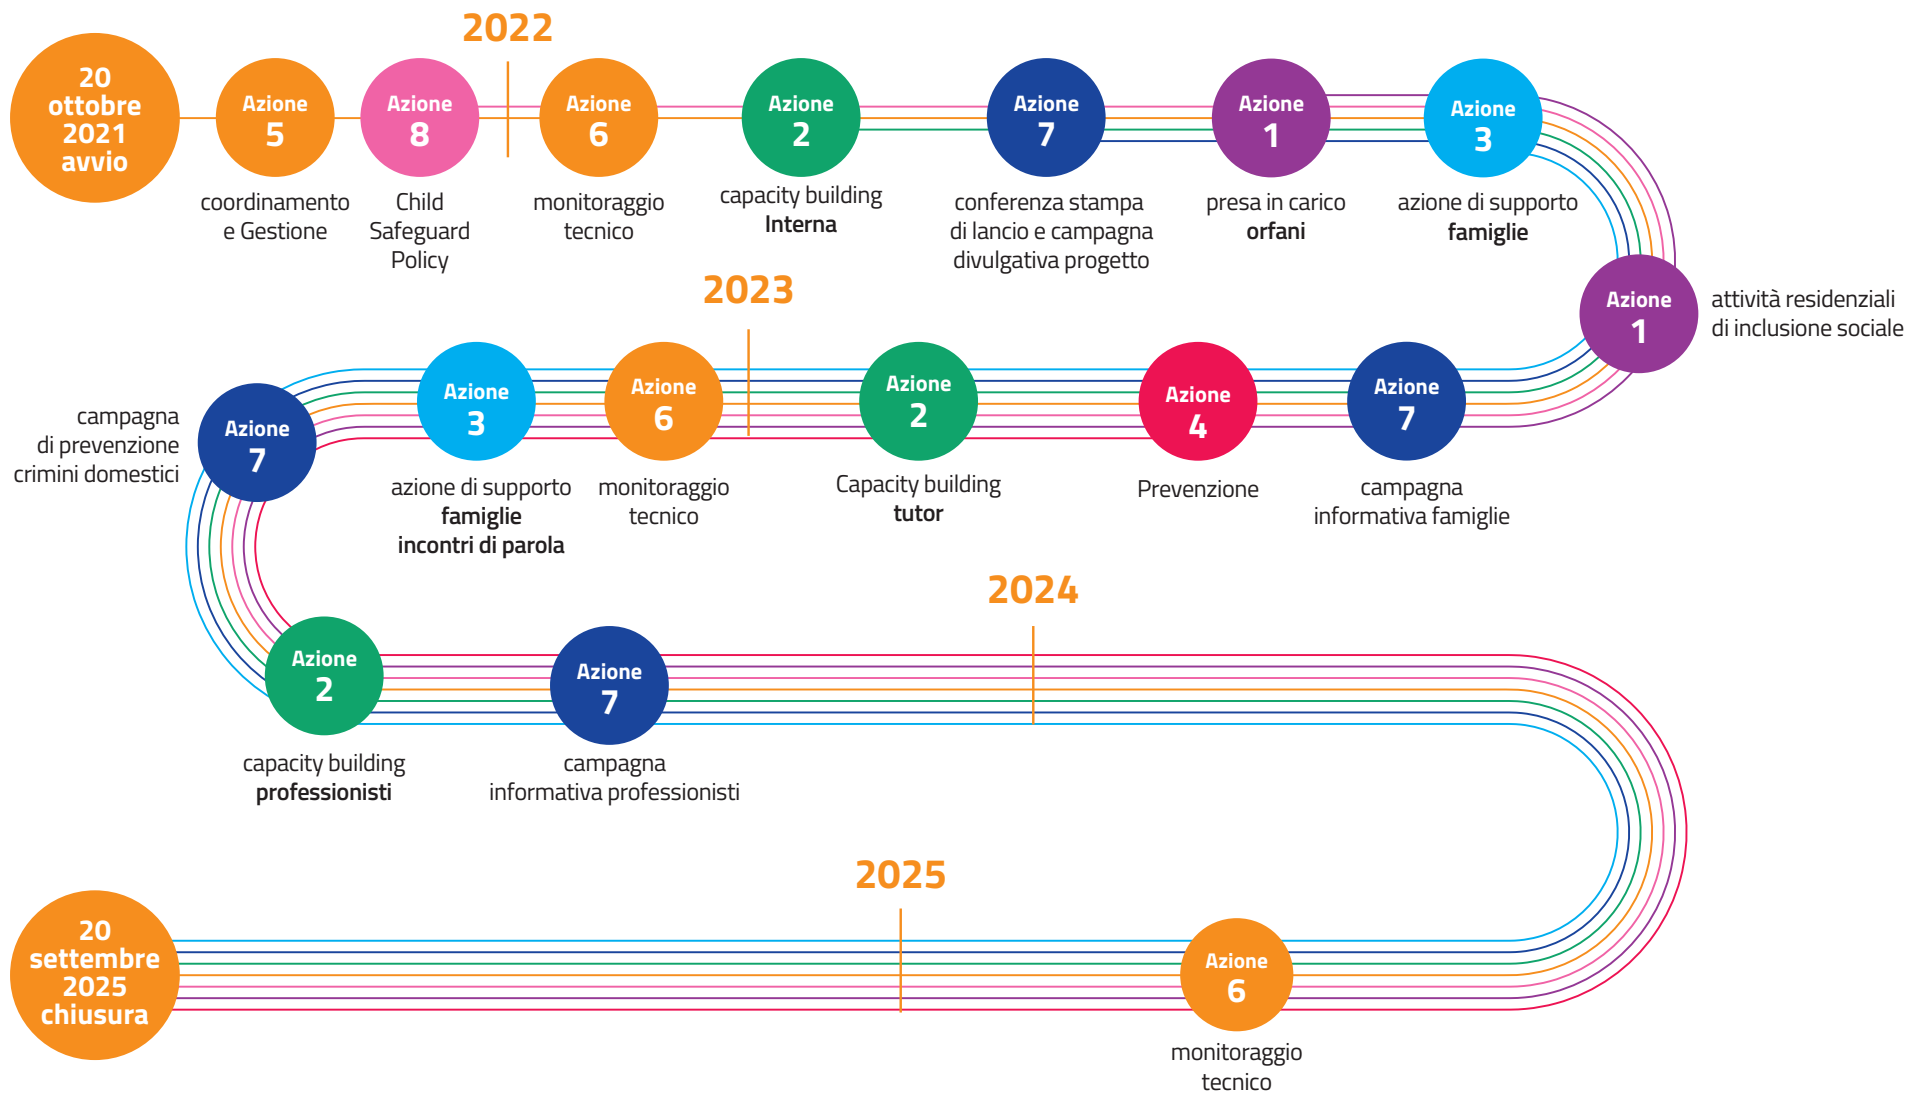 20
ottobre
2021
avvio
Azione
5
coordinamento
e Gestione
Azione
8
Child
Safeguard
Policy
2022
Azione
6
monitoraggio
tecnico
Azione
2
capacity building
Interna
Azione
7
conferenza stampa
di lancio e campagna
divulgativa progetto
Azione
1
presa in carico
orfani
Azione
3
azione di supporto
famiglie
Azione
1
attività residenziali
di inclusione sociale
Azione
7
campagna
informativa famiglie
Azione
4
Prevenzione
Azione
2
Capacity building
tutor
2023
Azione
6
monitoraggio
tecnico
Azione
3
azione di supporto
famiglie
incontri di parola
Azione
7
campagna
di prevenzione
crimini domestici
Azione
2
capacity building
professionisti
Azione
7
campagna
informativa professionisti
2024
Azione
6
monitoraggio
tecnico
2025
20
settembre
2025
chiusura